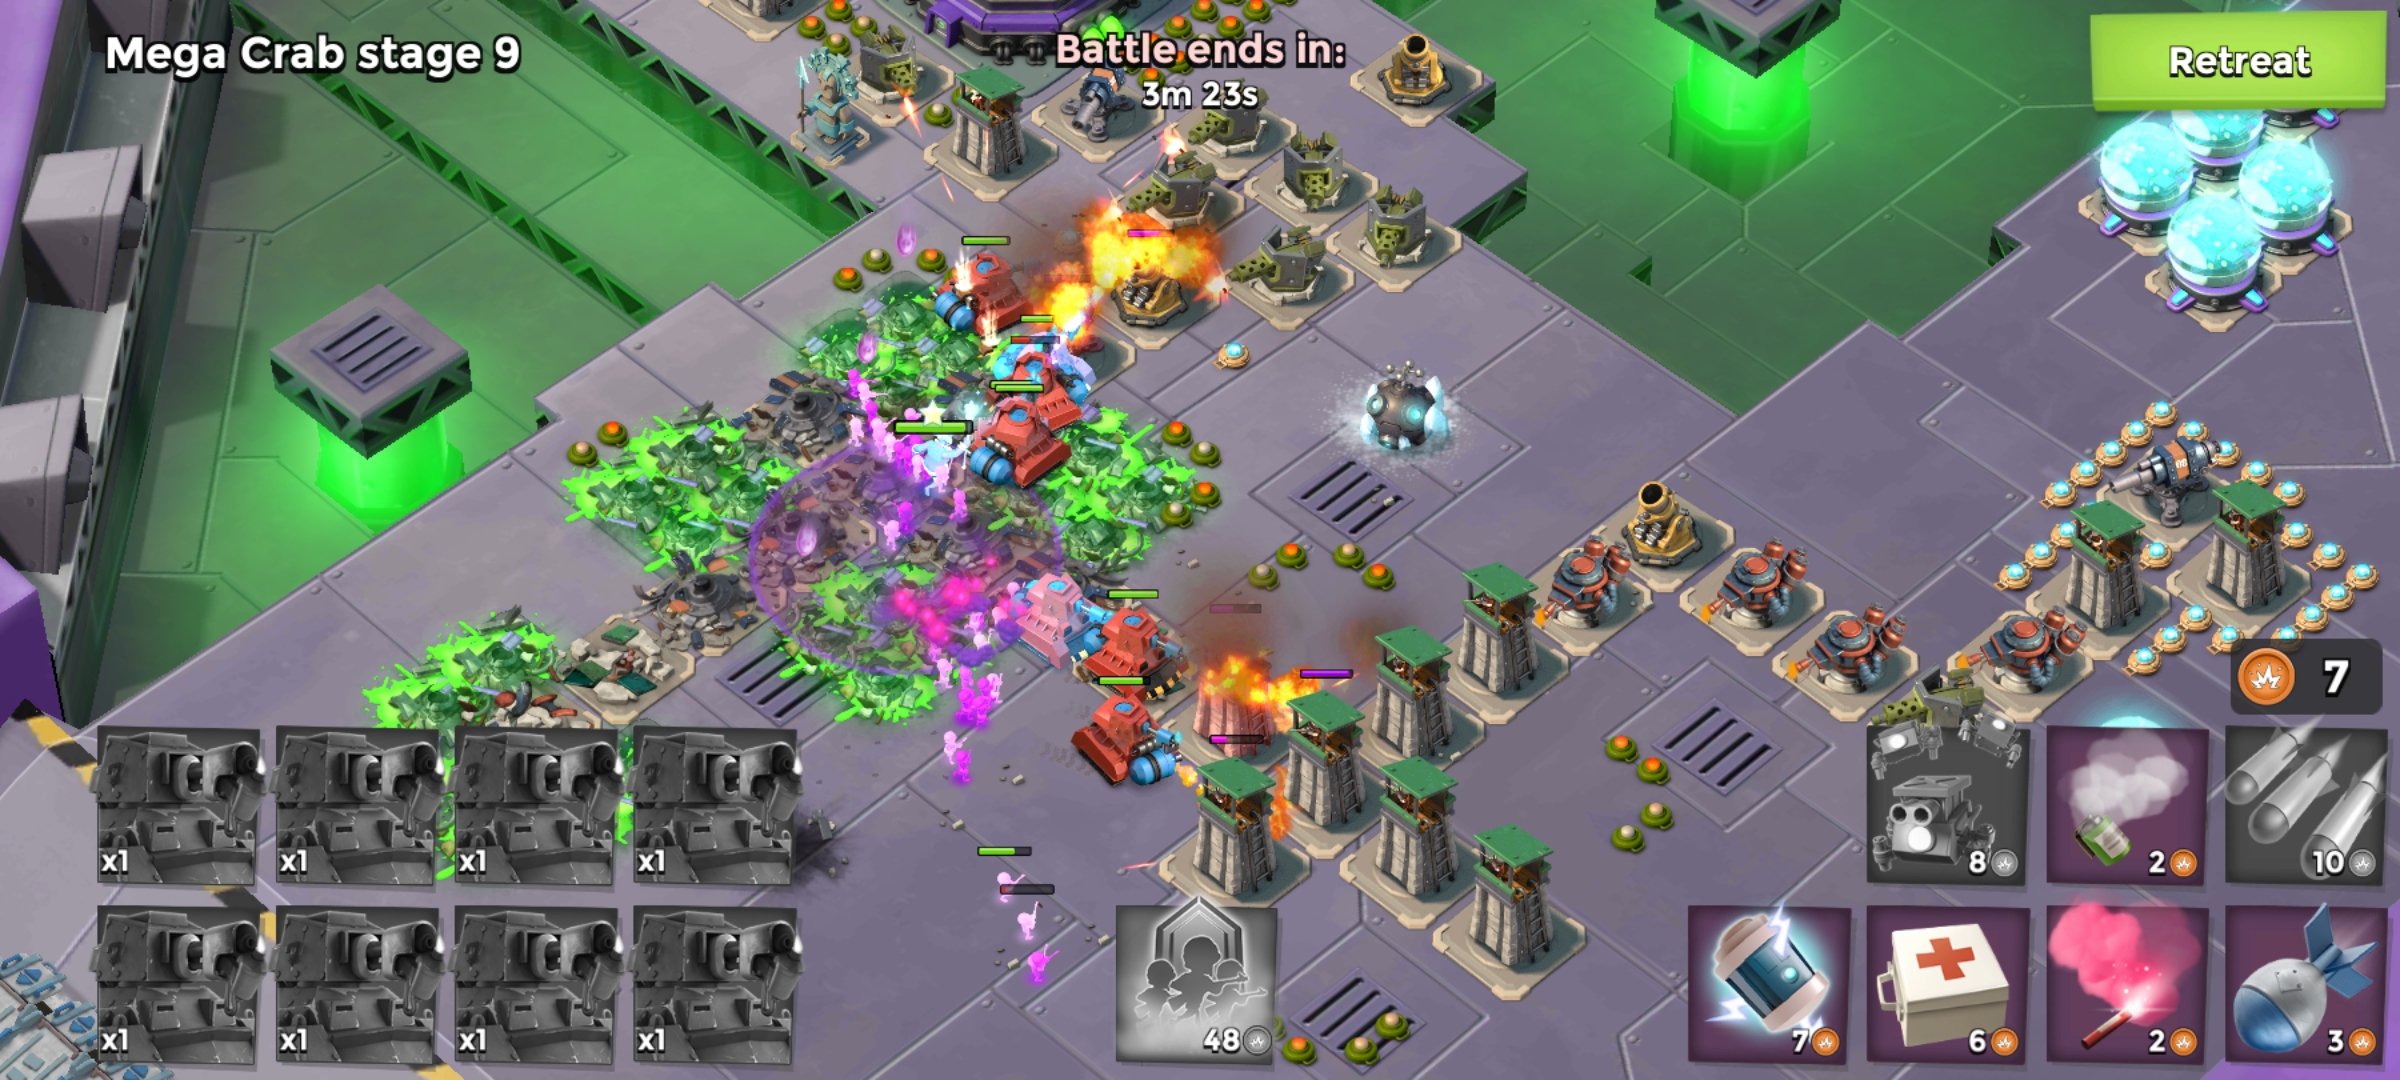 Mega Crab stage 9
Battle ends in:
3m 23s
Retreat
7
x1
x1
x1
x1
8
2
10
x1
x1
x1
x1
48
7
6
2
3